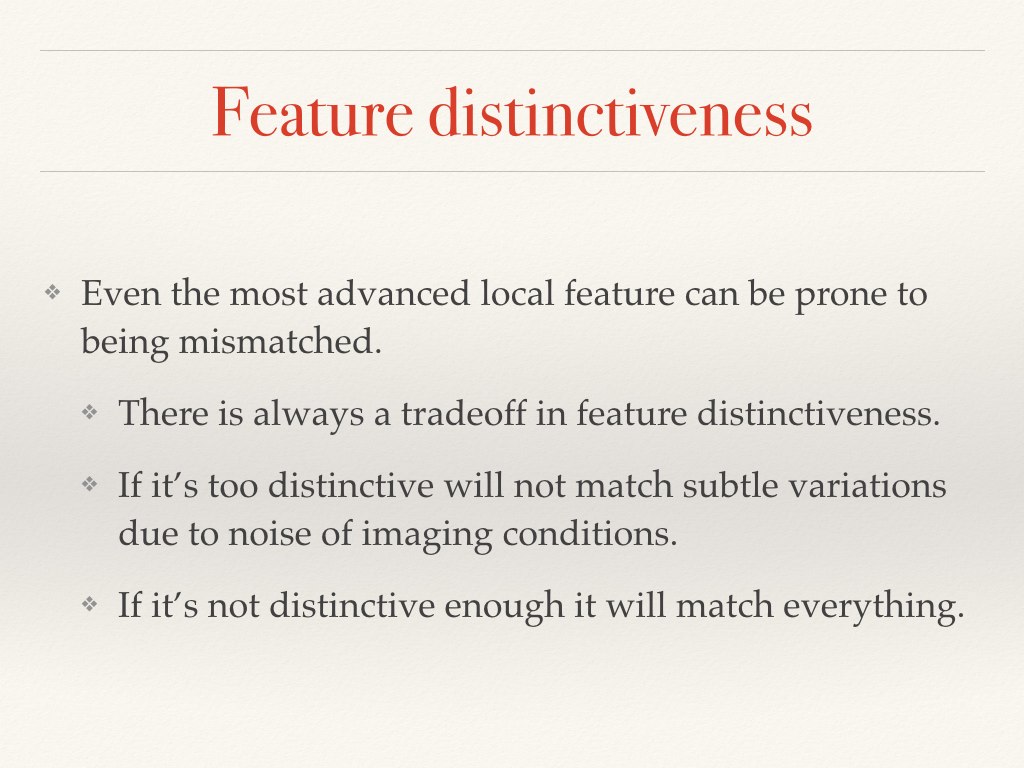 Feature distinctiveness
❖ Even the most advanced local feature can be prone to
being mismatched.
❖ There is always a tradeoff in feature distinctiveness.
❖ If it’s too distinctive will not match subtle variations
due to noise of imaging conditions.
❖ If it’s not distinctive enough it will match everything.